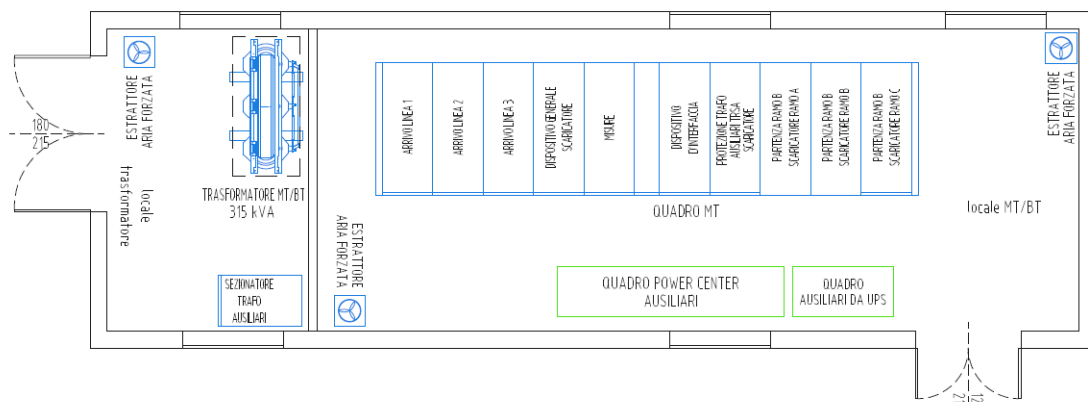 180
215
ESTRATTORE
ARIA FORZATA
locale
trasformatore
TRASFORMATORE MT/BT
315 kVA
SEZIONATORE
TRAFO
AUSILIARI
ESTRATTORE
ARIA FORZATA
ARRIVO LINEA 1
ARRIVO LINEA 2
ARRIVO LINEA 3
DISPOSITIVO GENERALE
SCARICATORE
MISURE
DISPOSITIVO
D'INTERFACCIA
PROTEZIONE TRAFO
AUSILIARI TRSA
SCARICATORE
PARTENZA RAMO B
SCARICATORE RAMO A
PARTENZA RAMO B
SCARICATORE RAMO B
PARTENZA RAMO B
SCARICATORE RAMO C
QUADRO MT
QUADRO POWER CENTER
AUSILIARI
QUADRO
AUSILIARI DA UPS
locale MT/BT
ESTRATTORE
ARIA FORZATA